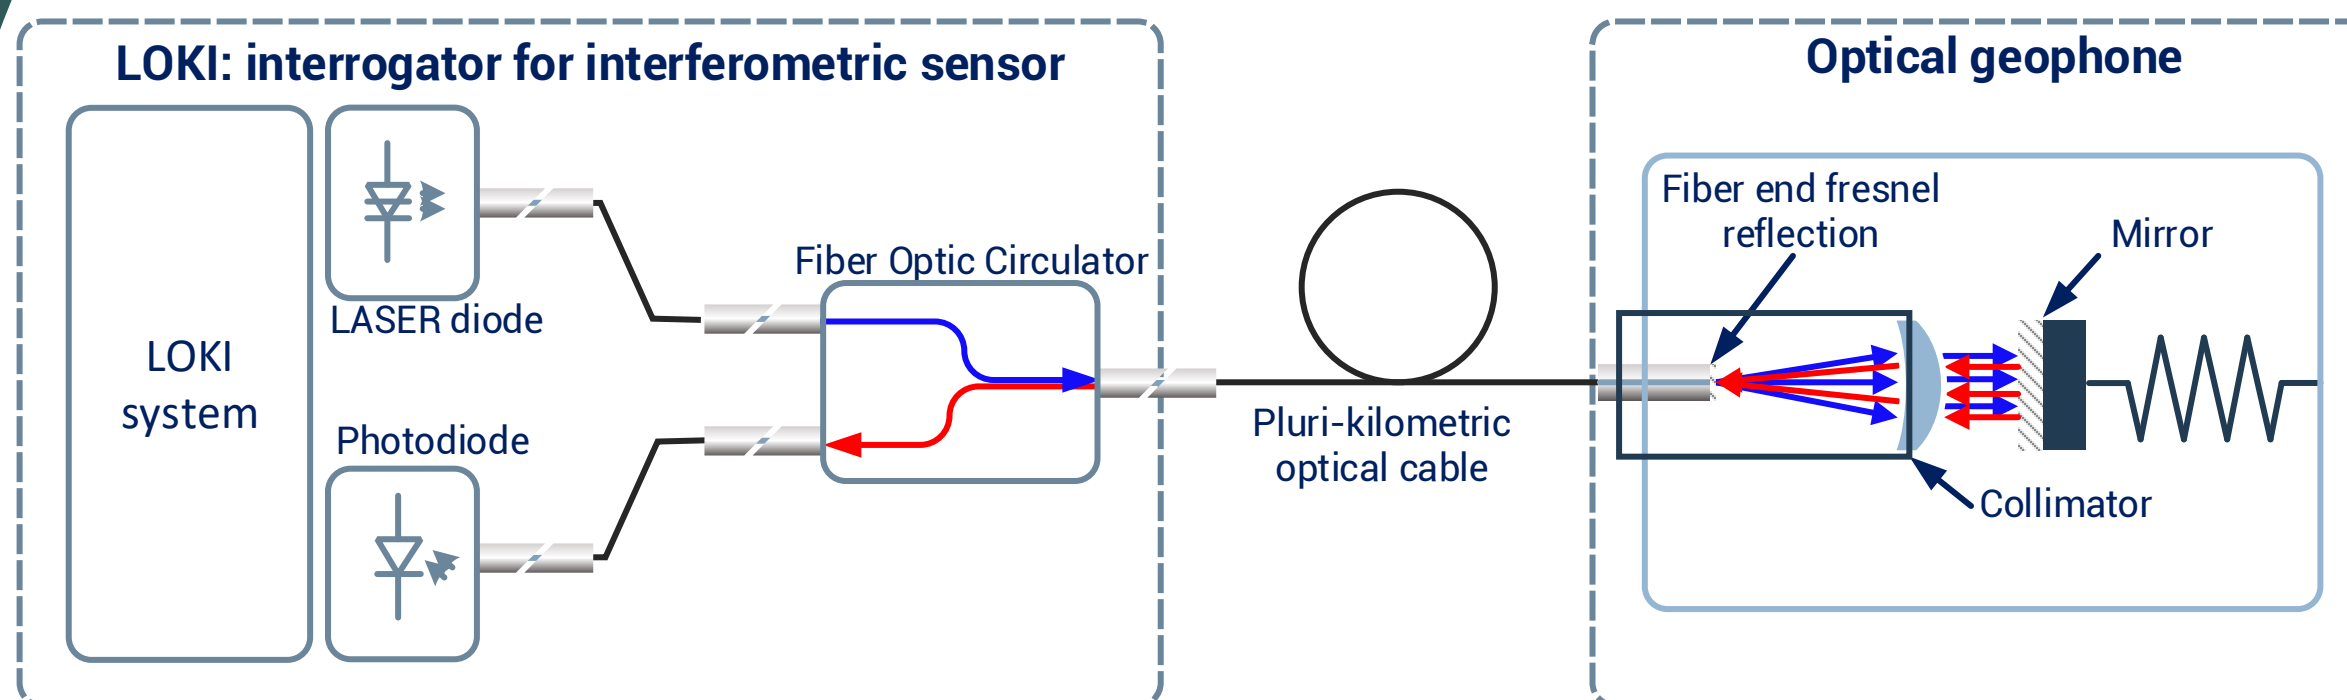 LOKI: interrogator for interferometric sensor
LOKI
system
LASER diode
Photodiode
Fiber Optic Circulator
Pluri-kilometric
optical cable
Optical geophone
Fiber end fresnel
reflection
Mirror
Collimator